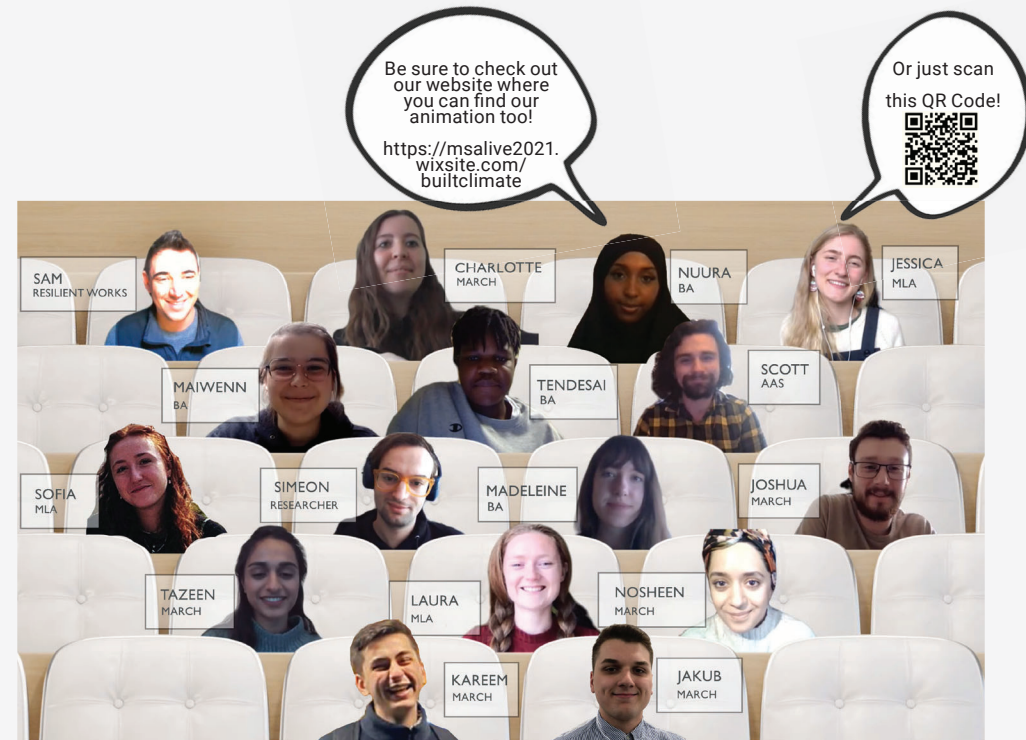 Be sure to check out
our website where
you can find our
animation too!
https://msalive2021.
wixsite.com/
builtclimate
Or just scan
this QR Code!
SAM
RESILIENT WORKS
CHARLOTTE
MARCH
NUURA
BA
JESSICA
MLA
MAIWENN
BA
TENDESAI
BA
SCOTT
AAS
SOFIA
MLA
SIMEON
RESEARCHER
MADELEINE
BA
JOSHUA
MARCH
TAZEEN
MARCH
LAURA
MLA
NOSHEEN
MARCH
KAREEM
MARCH
JAKUB
MARCH